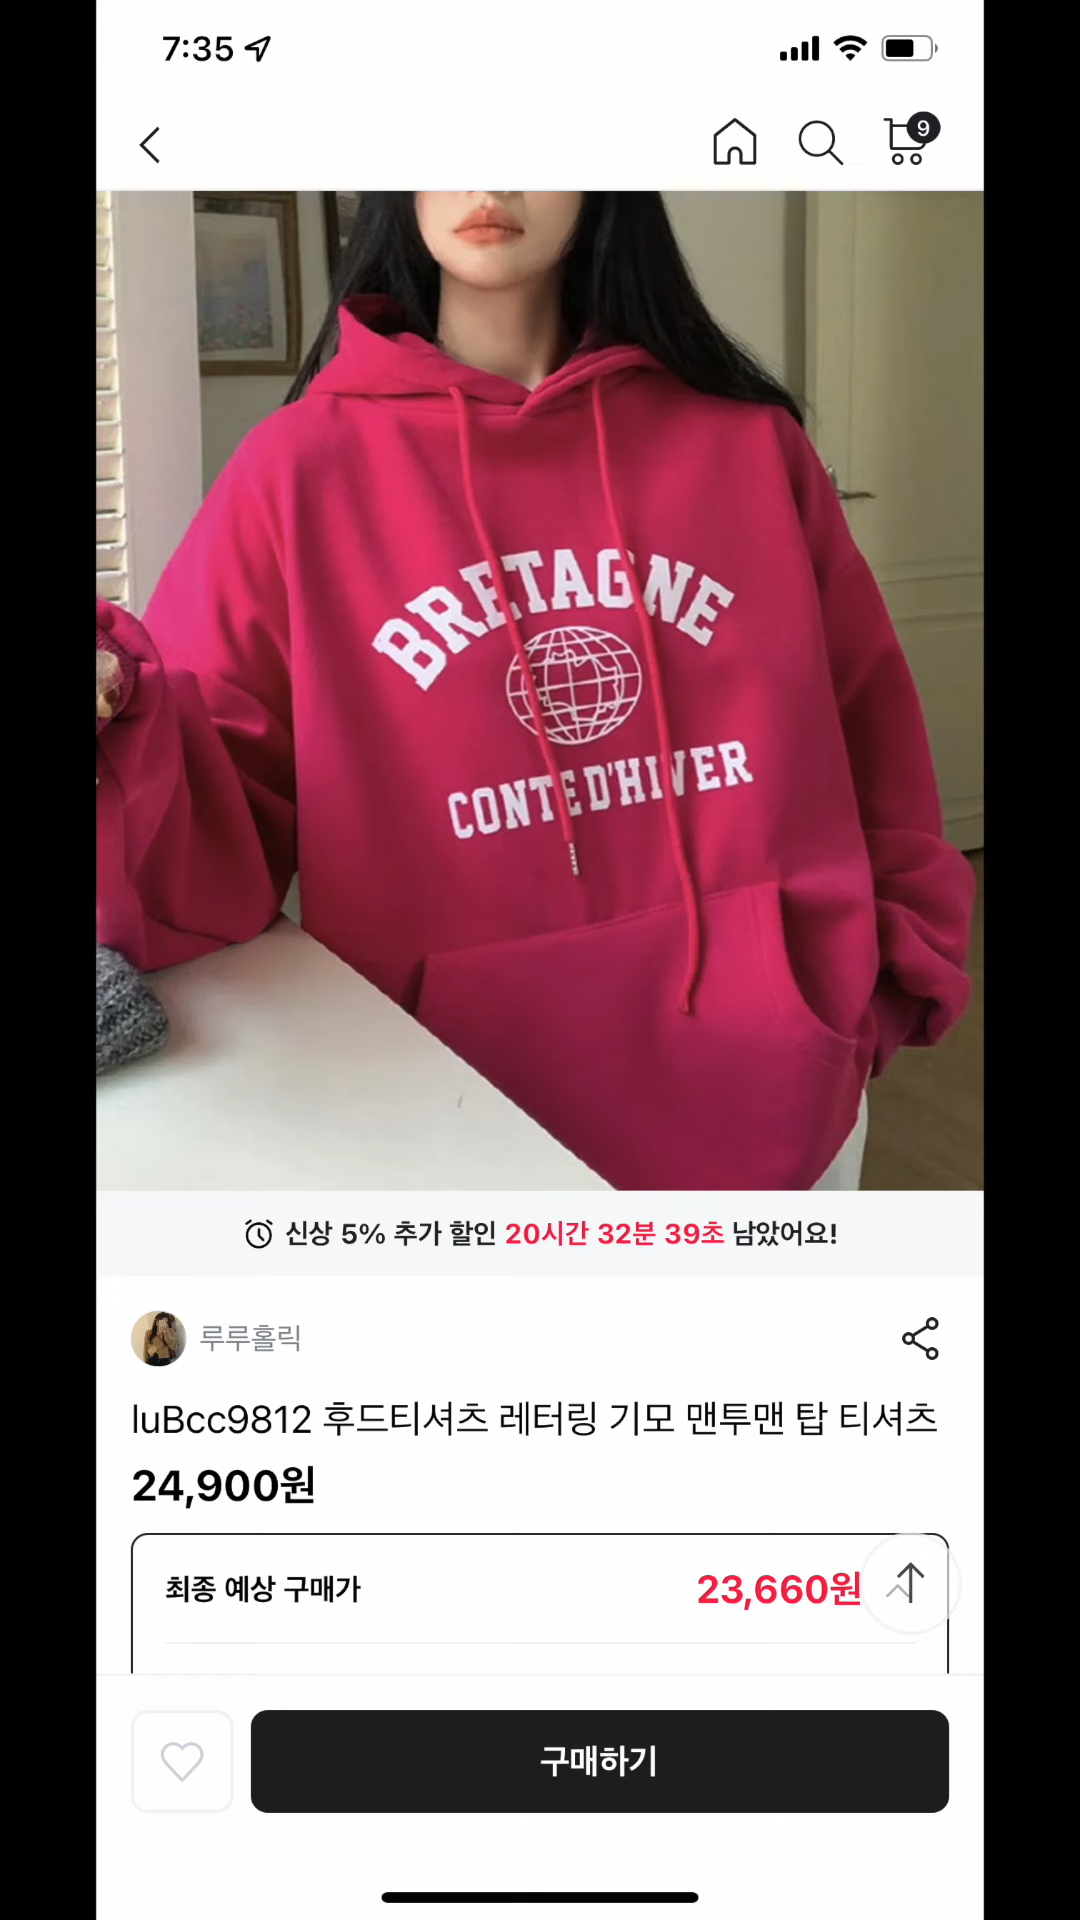 7:35
9
BRETAGNE
CONTE D'HIVER
신상 5% 추가 할인 20시간 32분 39초 남았어요!
루루홀릭
luBcc9812 후드티셔츠 레터링 기모 맨투맨 탑 티셔츠
24,900원
최종 예상 구매가 23,660원
구매하기